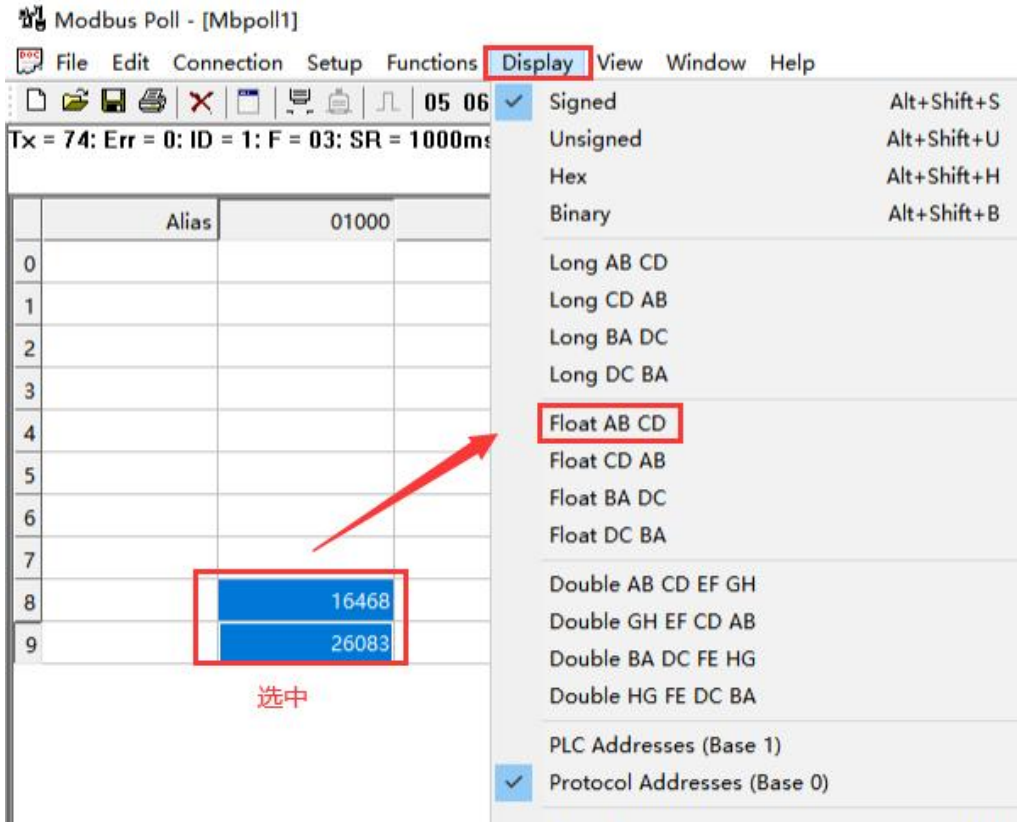 Modbus Poll - [Mbpoll1]
File Edit Connection Setup Functions Display View Window Help
05 06
Tx = 74: Err = 0: ID = 1: F = 03: SR = 1000ms
Alias 01000
0
1
2
3
4
5
6
7
8 16468
9 26083
选中
Signed Alt+Shift+S
Unsigned Alt+Shift+U
Hex Alt+Shift+H
Binary Alt+Shift+B
Long AB CD
Long CD AB
Long BA DC
Long DC BA
Float AB CD
Float CD AB
Float BA DC
Float DC BA
Double AB CD EF GH
Double GH EF CD AB
Double BA DC FE HG
Double HG FE DC BA
PLC Addresses (Base 1)
Protocol Addresses (Base 0)